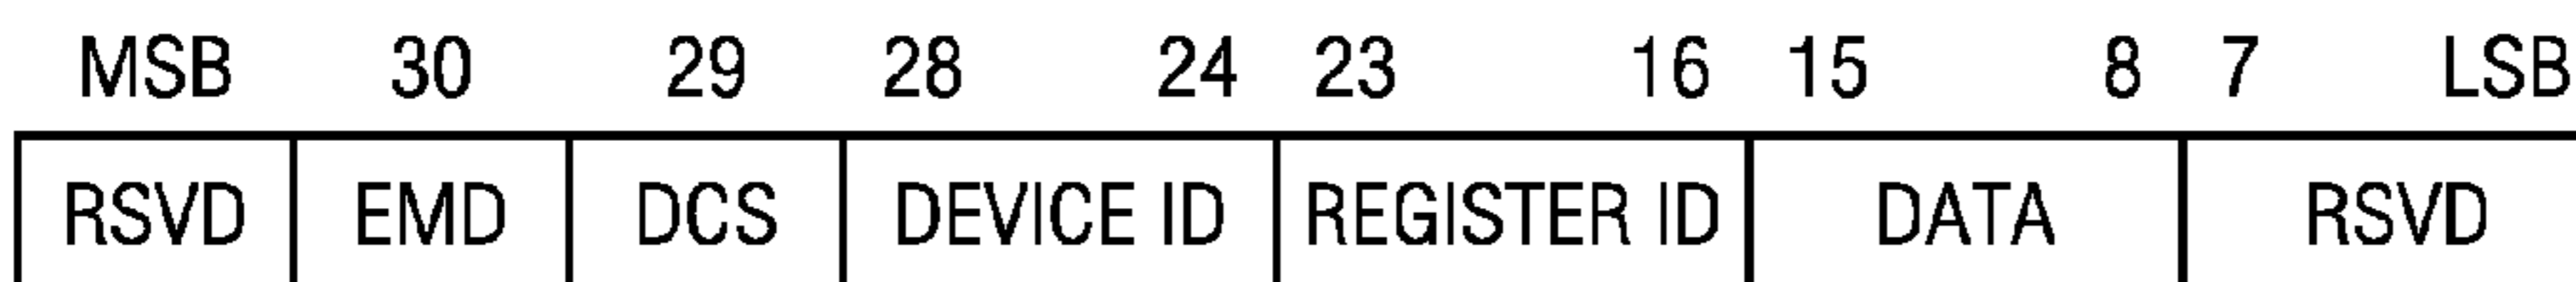 MSB 30 29 28 24 23 16 15 8 7 LSB
RSVD EMD DCS DEVICE ID REGISTER ID DATA RSVD